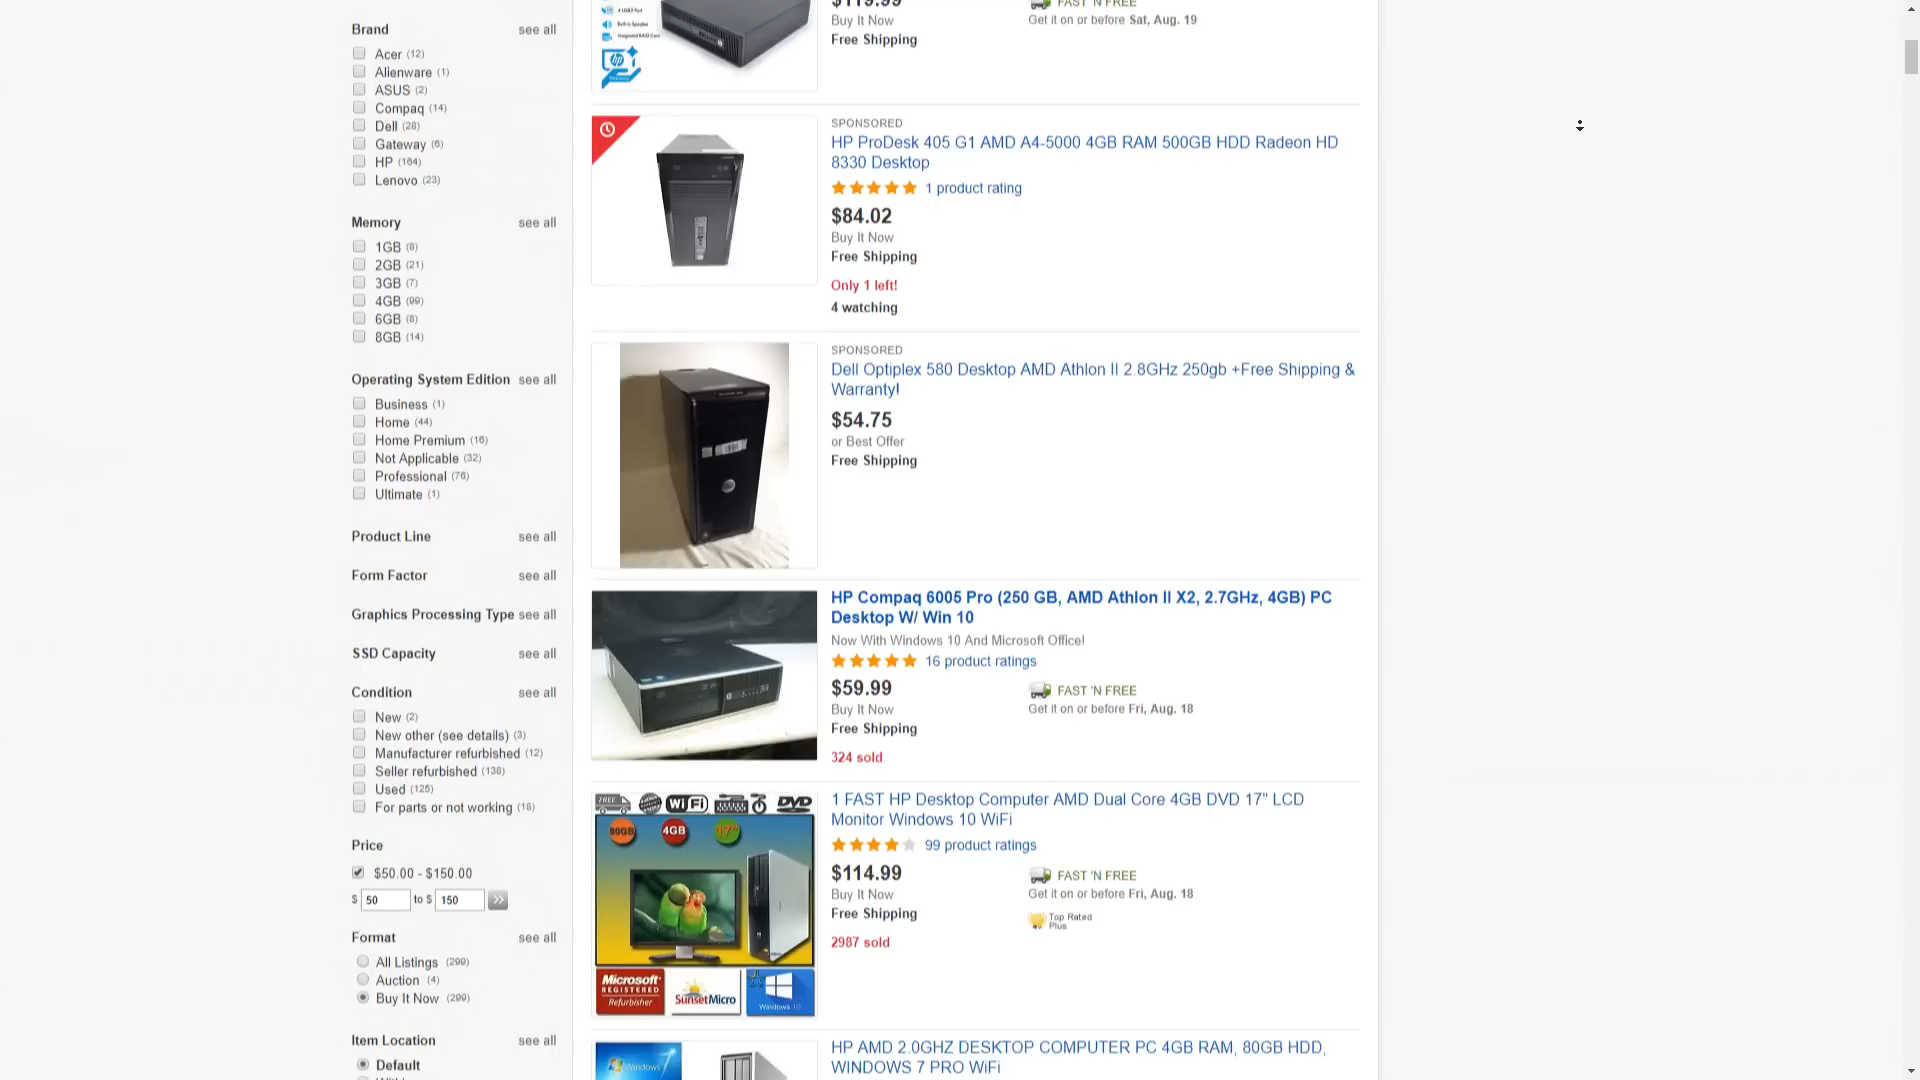 Brand see all
Acer (12)
Alienware (1)
ASUS (2)
Compaq (14)
Dell (28)
Gateway (6)
HP (164)
Lenovo (23)
Memory see all
1GB (8)
2GB (21)
3GB (7)
4GB (99)
6GB (8)
8GB (14)
Operating System Edition see all
Business (1)
Home (44)
Home Premium (16)
Not Applicable (32)
Professional (76)
Ultimate (1)
Product Line see all
Form Factor see all
Graphics Processing Type see all
SSD Capacity see all
Condition see all
New (2)
New other (see details) (3)
Manufacturer refurbished (12)
Seller refurbished (138)
Used (125)
For parts or not working (18)
Price
$50.00 - $150.00
$ 50 to $ 150
Format see all
All Listings (299)
Auction (4)
Buy It Now (299)
Item Location see all
Default
$119.99
Buy It Now
Free Shipping
FAST 'N FREE
Get it on or before Sat, Aug. 19
hp
SPONSORED
HP ProDesk 405 G1 AMD A4-5000 4GB RAM 500GB HDD Radeon HD
8330 Desktop
1 product rating
$84.02
Buy It Now
Free Shipping
Only 1 left!
4 watching
SPONSORED
Dell Optiplex 580 Desktop AMD Athlon II 2.8GHz 250gb +Free Shipping &
Warranty!
$54.75
or Best Offer
Free Shipping
HP Compaq 6005 Pro (250 GB, AMD Athlon II X2, 2.7GHz, 4GB) PC
Desktop W/ Win 10
Now With Windows 10 And Microsoft Office!
16 product ratings
$59.99
Buy It Now
Free Shipping
324 sold
FAST 'N FREE
Get it on or before Fri, Aug. 18
FREE WiFi DVD
80GB 4GB 17"
Microsoft
REGISTERED
Refurbisher
SunsetMicro
Windows 10
1 FAST HP Desktop Computer AMD Dual Core 4GB DVD 17" LCD
Monitor Windows 10 WiFi
99 product ratings
$114.99
Buy It Now
Free Shipping
2987 sold
FAST 'N FREE
Get it on or before Fri, Aug. 18
Top Rated
Plus
Windows 7
HP AMD 2.0GHZ DESKTOP COMPUTER PC 4GB RAM, 80GB HDD,
WINDOWS 7 PRO WiFi